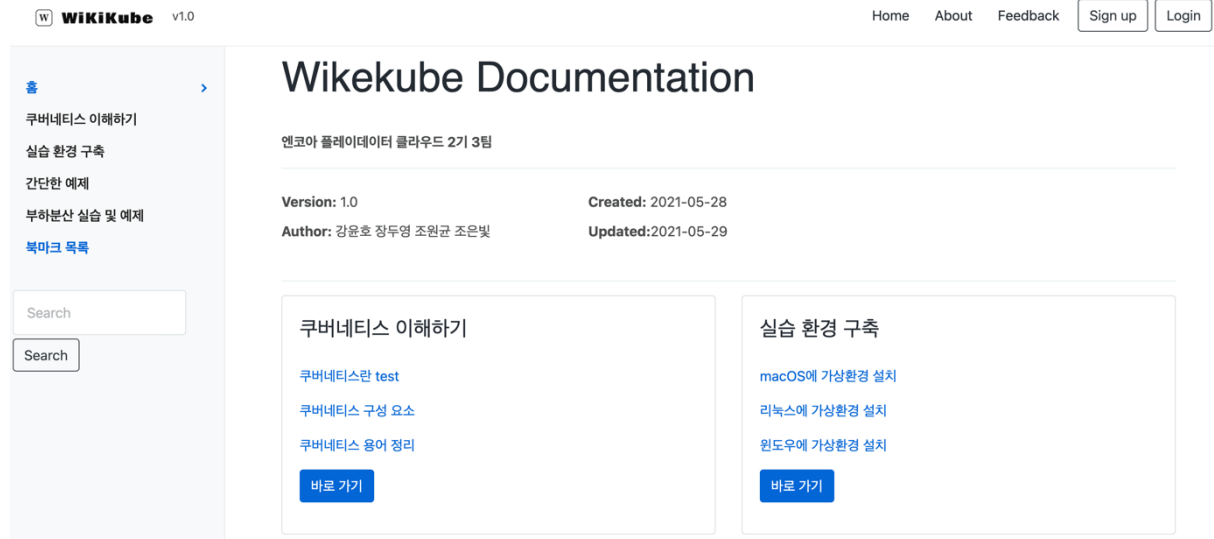 W WiKiKube v1.0
Home About Feedback Sign up Login
홈
쿠버네티스 이해하기
실습 환경 구축
간단한 예제
부하분산 실습 및 예제
북마크 목록
Search
Search
Wikekube Documentation
엔코아 플레이데이터 클라우드 2기 3팀
Version: 1.0
Created: 2021-05-28
Author: 강윤호 장두영 조원균 조은빛
Updated:2021-05-29
쿠버네티스 이해하기
쿠버네티스란 test
쿠버네티스 구성 요소
쿠버네티스 용어 정리
바로 가기
실습 환경 구축
macOS에 가상환경 설치
리눅스에 가상환경 설치
윈도우에 가상환경 설치
바로 가기